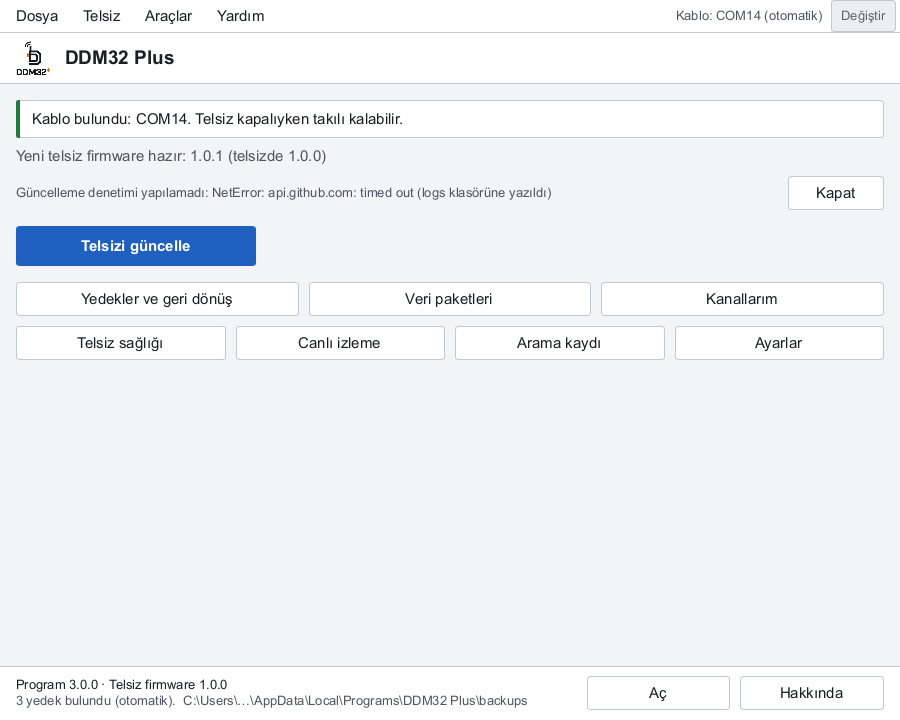 Dosya Telsiz Araçlar Yardım Kablo: COM14 (otomatik) Değiştir
DDM32+ DDM32 Plus
Kablo bulundu: COM14. Telsiz kapalıyken takılı kalabilir.
Yeni telsiz firmware hazır: 1.0.1 (telsizde 1.0.0)
Güncelleme denetimi yapılamadı: NetError: api.github.com: timed out (logs klasörüne yazıldı) Kapat
Telsizi güncelle
Yedekler ve geri dönüş Veri paketleri Kanallarım
Telsiz sağlığı Canlı izleme Arama kaydı Ayarlar
Program 3.0.0 · Telsiz firmware 1.0.0
3 yedek bulundu (otomatik). C:\Users\...\AppData\Local\Programs\DDM32 Plus\backups
Aç Hakkında